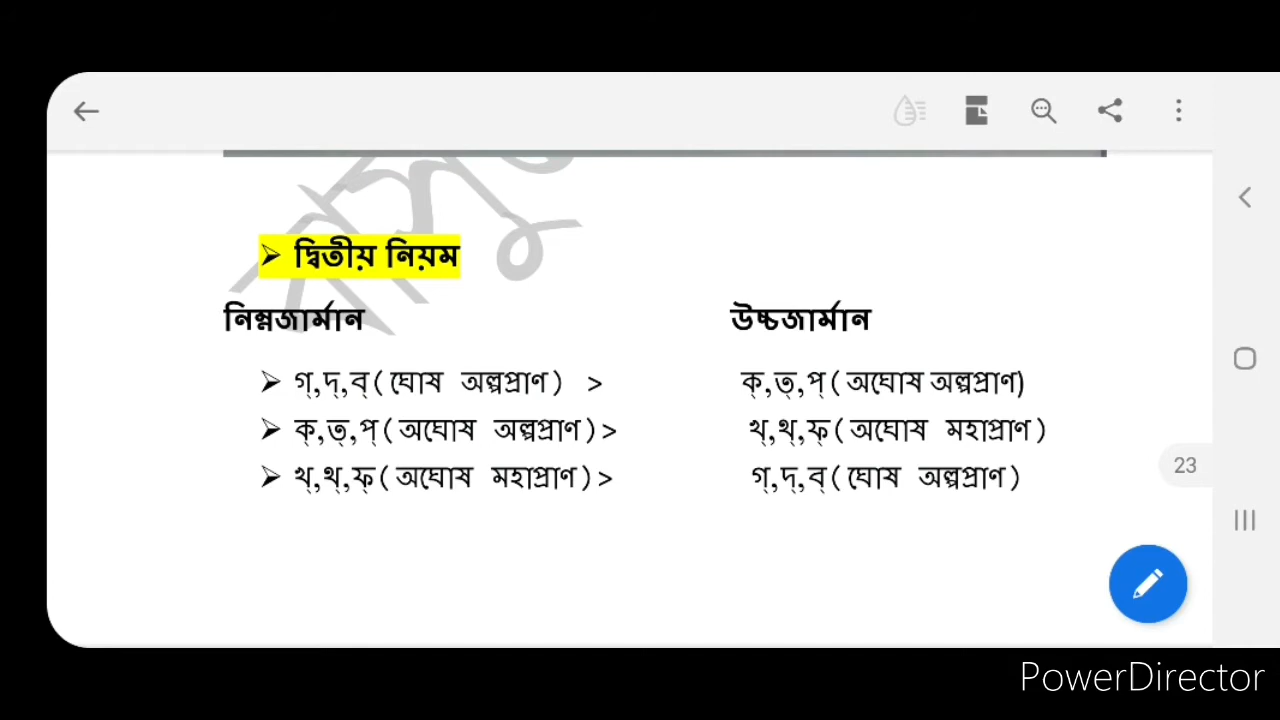 ➢ দ্বিতীয় নিয়ম
নিম্নজার্মান উচ্চজার্মান
➢ গ্,দ্,ব্(ঘোষ অল্পপ্রাণ) > ক্,ত্,প্(অঘোষ অল্পপ্রাণ)
➢ ক্,ত্,প্(অঘোষ অল্পপ্রাণ)> খ্,থ্,ফ্(অঘোষ মহাপ্রাণ)
➢ খ্,থ্,ফ্(অঘোষ মহাপ্রাণ)> গ্,দ্,ব্(ঘোষ অল্পপ্রাণ)
23
PowerDirector